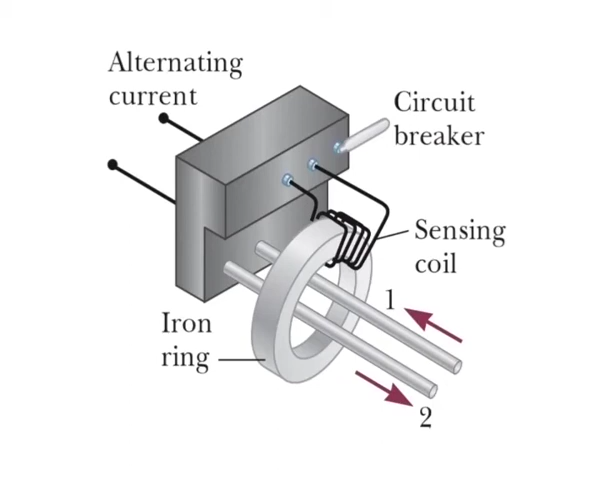 Alternating
current
Circuit
breaker
Sensing
coil
1
Iron
ring
2